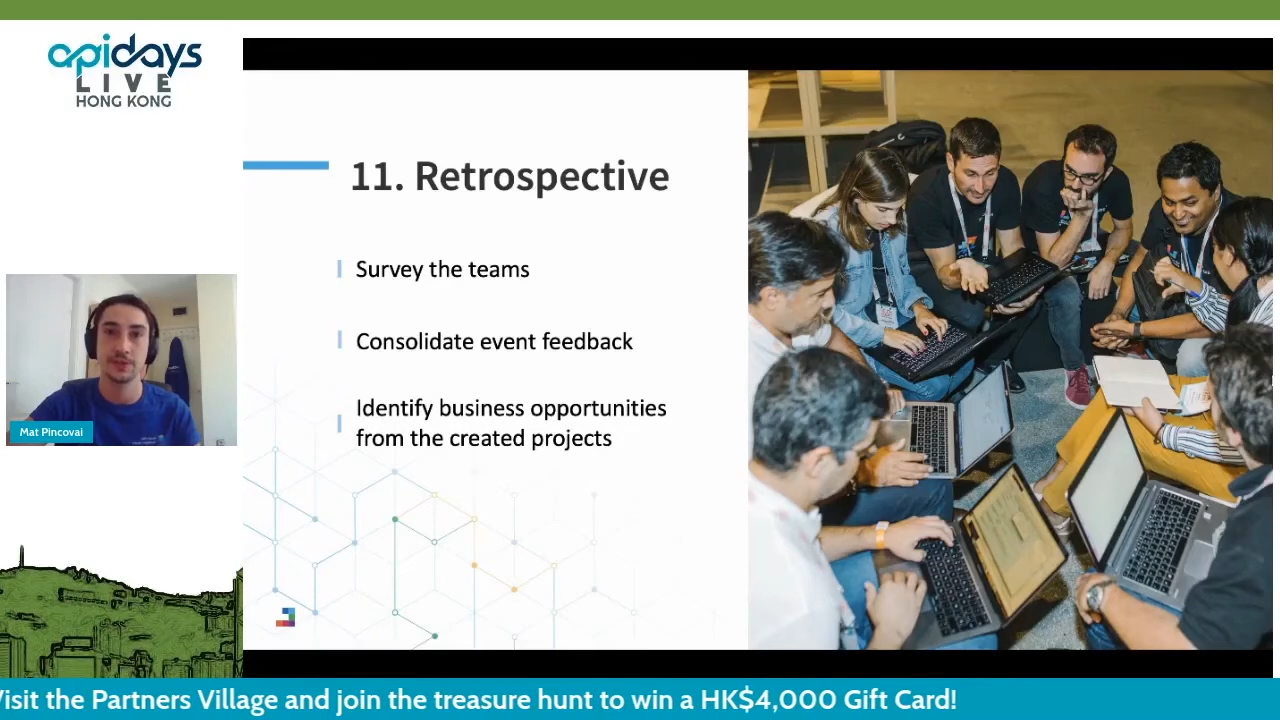 apidays
LIVE
HONG KONG
11. Retrospective
Survey the teams
Consolidate event feedback
Identify business opportunities
from the created projects
Mat Pincovai
Visit the Partners Village and join the treasure hunt to win a HK$4,000 Gift Card!